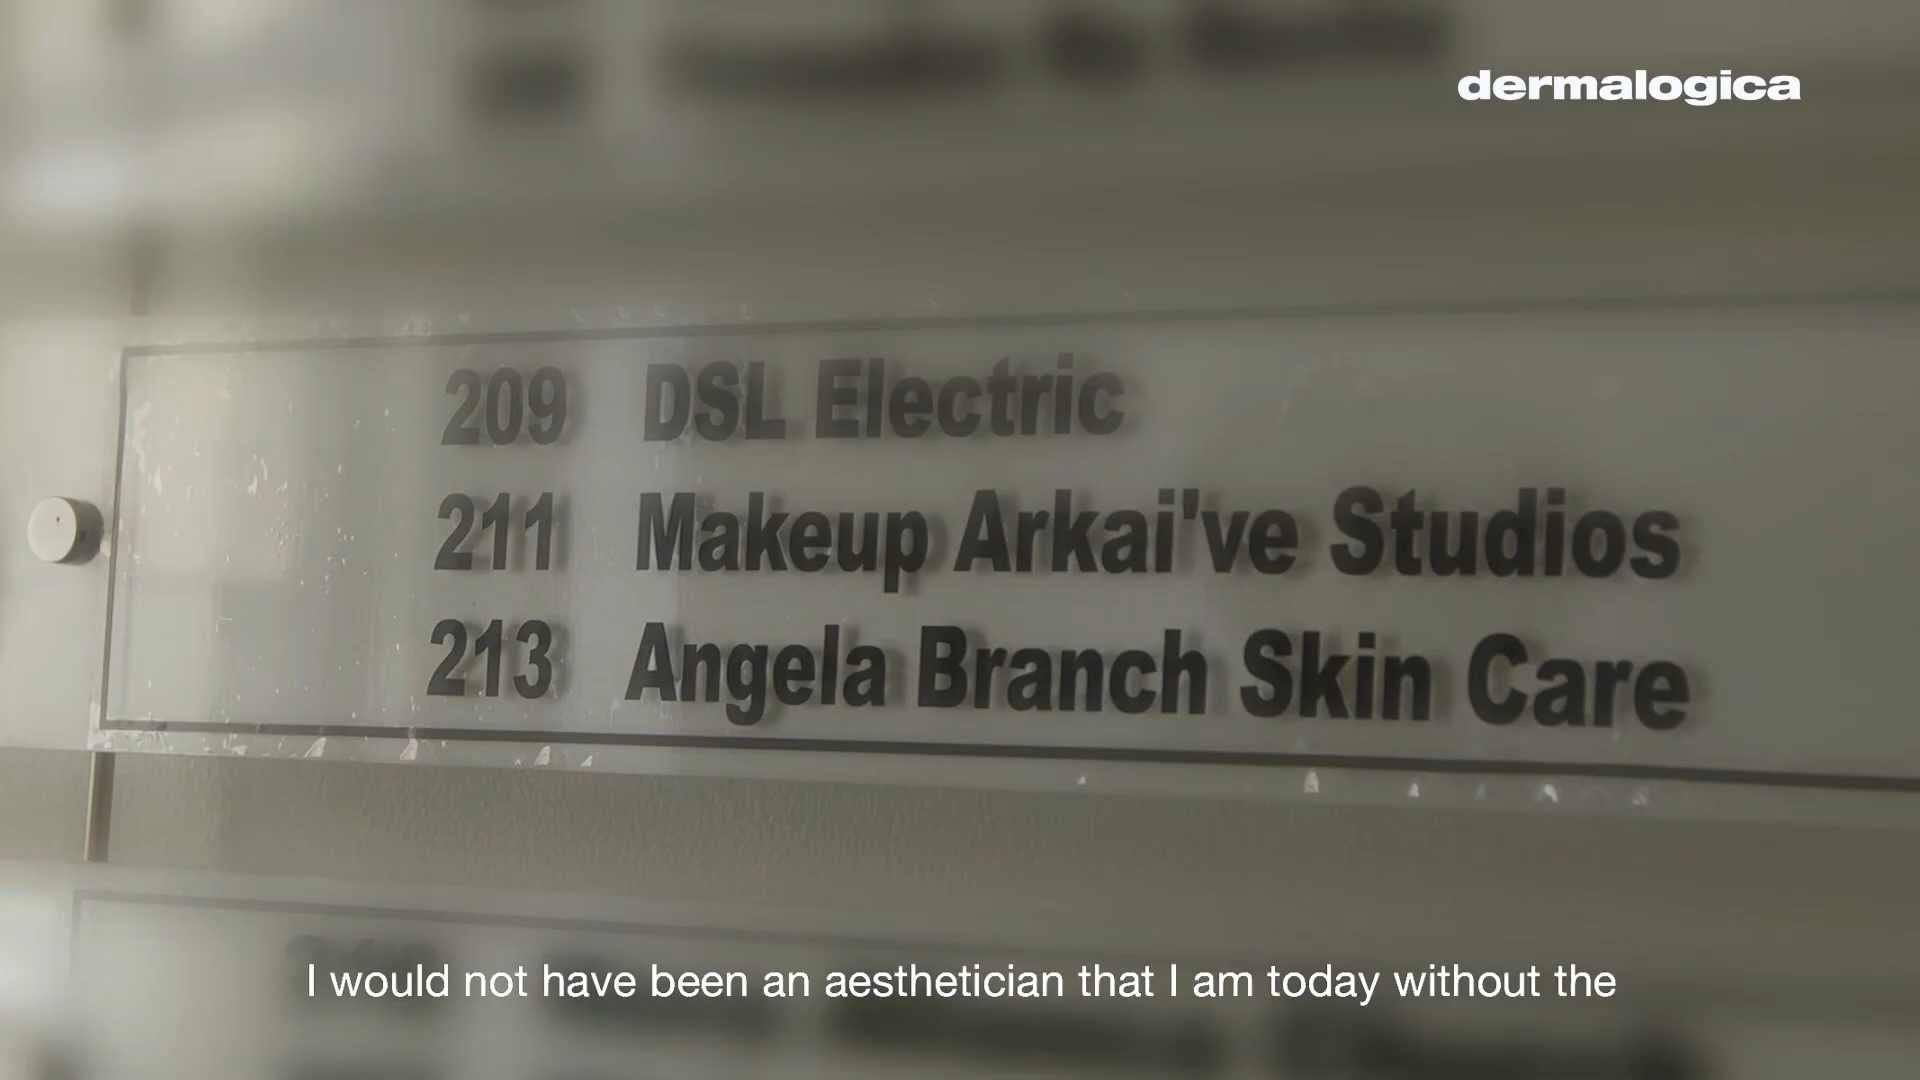 dermalogica
209 DSL Electric
211 Makeup Arkai've Studios
213 Angela Branch Skin Care
I would not have been an aesthetician that I am today without the